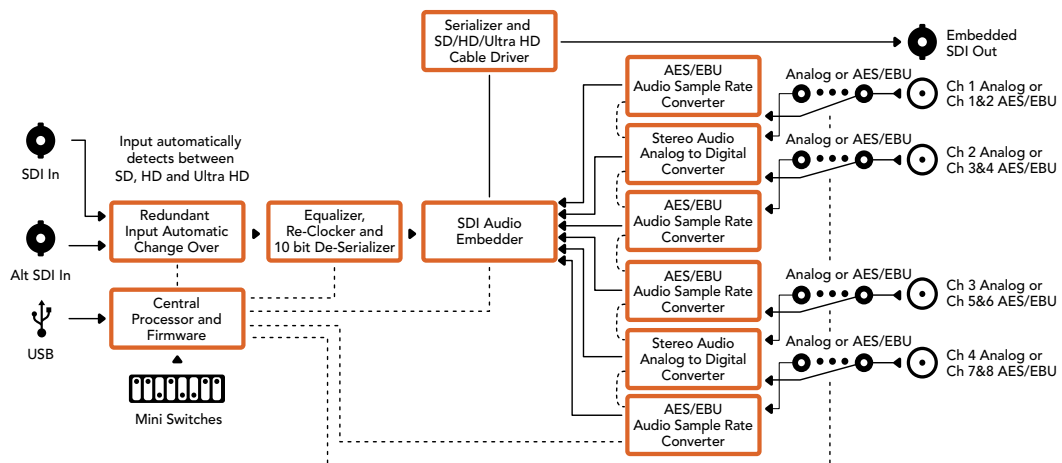 Serializer and
SD/HD/Ultra HD
Cable Driver
Embedded
SDI Out
AES/EBU
Audio Sample Rate
Converter
Analog or AES/EBU
Ch 1 Analog or
Ch 1&2 AES/EBU
Stereo Audio
Analog to Digital
Converter
Analog or AES/EBU
Ch 2 Analog or
Ch 3&4 AES/EBU
SDI In
Input automatically
detects between
SD, HD and Ultra HD
Redundant
Input Automatic
Change Over
Equalizer,
Re-Clocker and
10 bit De-Serializer
SDI Audio
Embedder
AES/EBU
Audio Sample Rate
Converter
Alt SDI In
AES/EBU
Audio Sample Rate
Converter
Analog or AES/EBU
Ch 3 Analog or
Ch 5&6 AES/EBU
USB
Central
Processor and
Firmware
Stereo Audio
Analog to Digital
Converter
Analog or AES/EBU
Ch 4 Analog or
Ch 7&8 AES/EBU
Mini Switches
AES/EBU
Audio Sample Rate
Converter